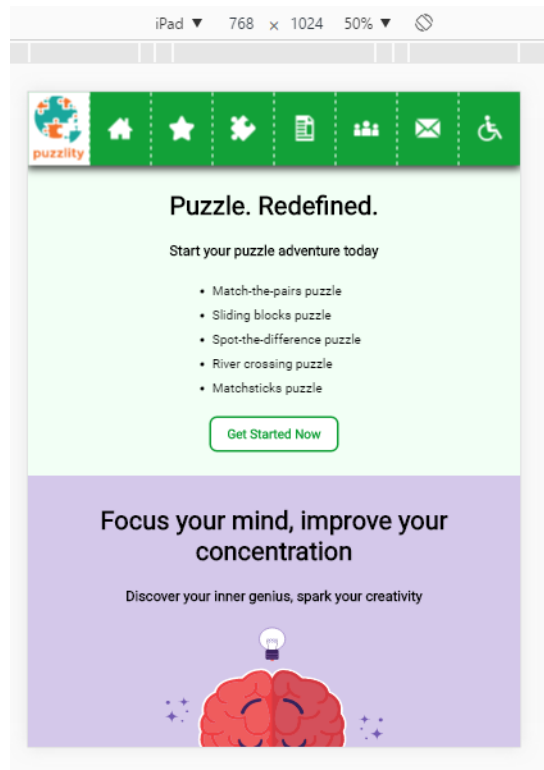 iPad ▼ 768 × 1024 50% ▼
puzzlity
Puzzle. Redefined.
Start your puzzle adventure today
• Match-the-pairs puzzle
• Sliding blocks puzzle
• Spot-the-difference puzzle
• River crossing puzzle
• Matchsticks puzzle
Get Started Now
Focus your mind, improve your
concentration
Discover your inner genius, spark your creativity